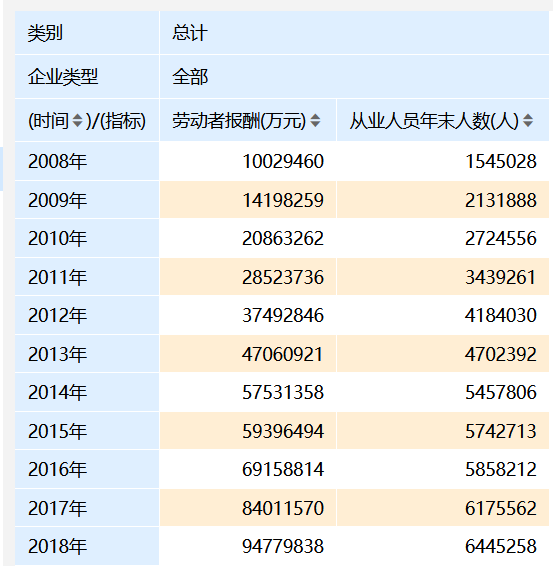 类别 总计
企业类型 全部
(时间)/(指标) 劳动者报酬(万元) 从业人员年末人数(人)
2008年 10029460 1545028
2009年 14198259 2131888
2010年 20863262 2724556
2011年 28523736 3439261
2012年 37492846 4184030
2013年 47060921 4702392
2014年 57531358 5457806
2015年 59396494 5742713
2016年 69158814 5858212
2017年 84011570 6175562
2018年 94779838 6445258